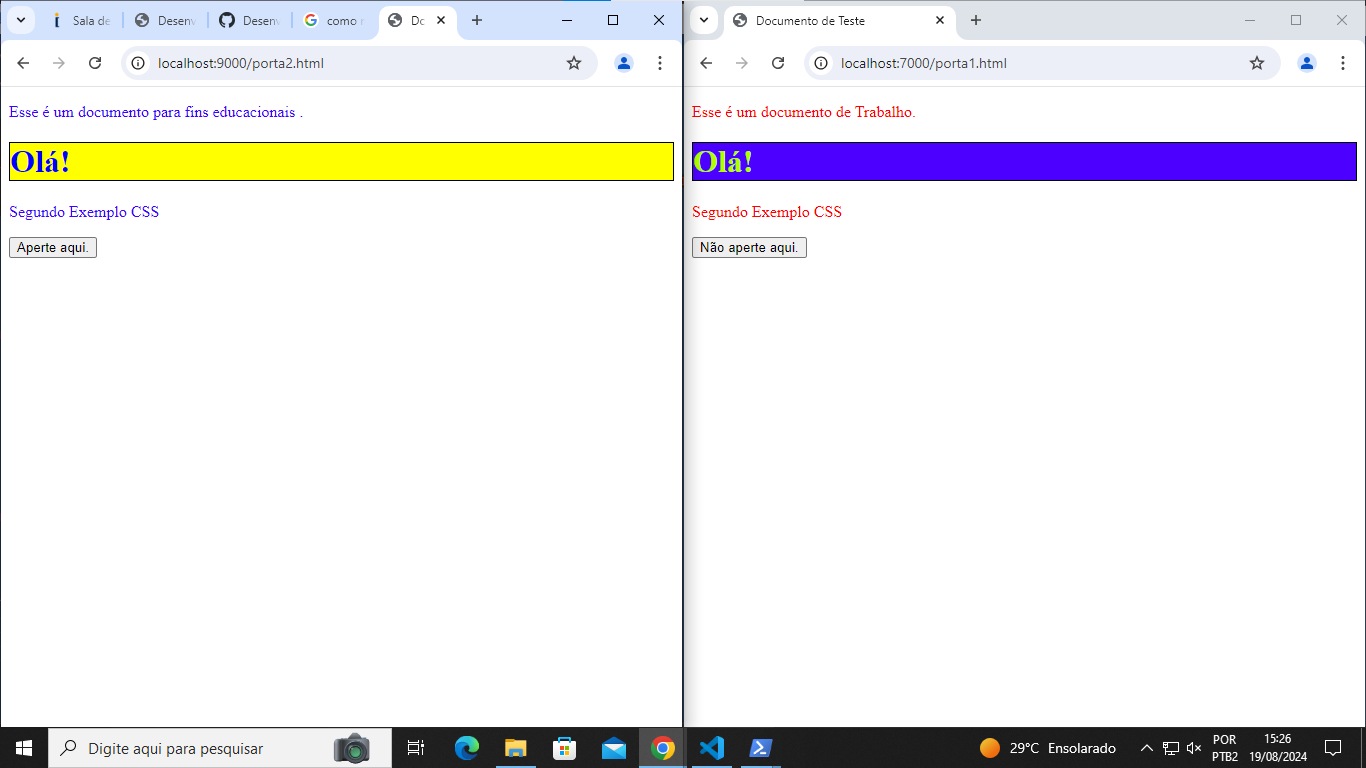 Sala de
Desenv
Desenv
como r
Dc
localhost:9000/porta2.html
Esse é um documento para fins educacionais .
Olá!
Segundo Exemplo CSS
Aperte aqui.
Documento de Teste
localhost:7000/porta1.html
Esse é um documento de Trabalho.
Olá!
Segundo Exemplo CSS
Não aperte aqui.
Digite aqui para pesquisar
29°C Ensolarado
POR
PTB2
15:26
19/08/2024